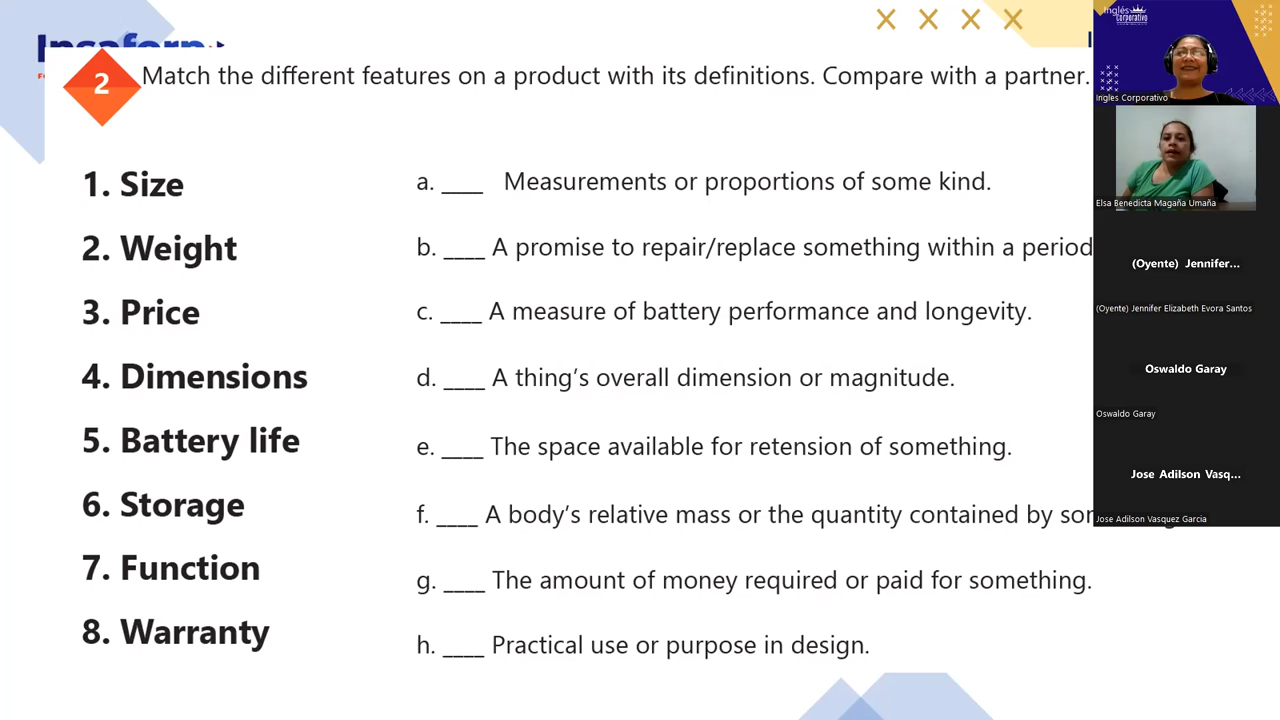 Insaforp
2
Match the different features on a product with its definitions. Compare with a partner.
1. Size
2. Weight
3. Price
4. Dimensions
5. Battery life
6. Storage
7. Function
8. Warranty
a. ____ Measurements or proportions of some kind.
b. ____ A promise to repair/replace something within a period
c. ____ A measure of battery performance and longevity.
d. ____ A thing’s overall dimension or magnitude.
e. ____ The space available for retension of something.
f. ____ A body’s relative mass or the quantity contained by
g. ____ The amount of money required or paid for something.
h. ____ Practical use or purpose in design.
Inglés
Corporativo
Ingles Corporativo
Elsa Benedicta Magaña Umaña
(Oyente) Jennifer...
(Oyente) Jennifer Elizabeth Evora Santos
Oswaldo Garay
Oswaldo Garay
Jose Adilson Vasq...
Jose Adilson Vasquez Garcia